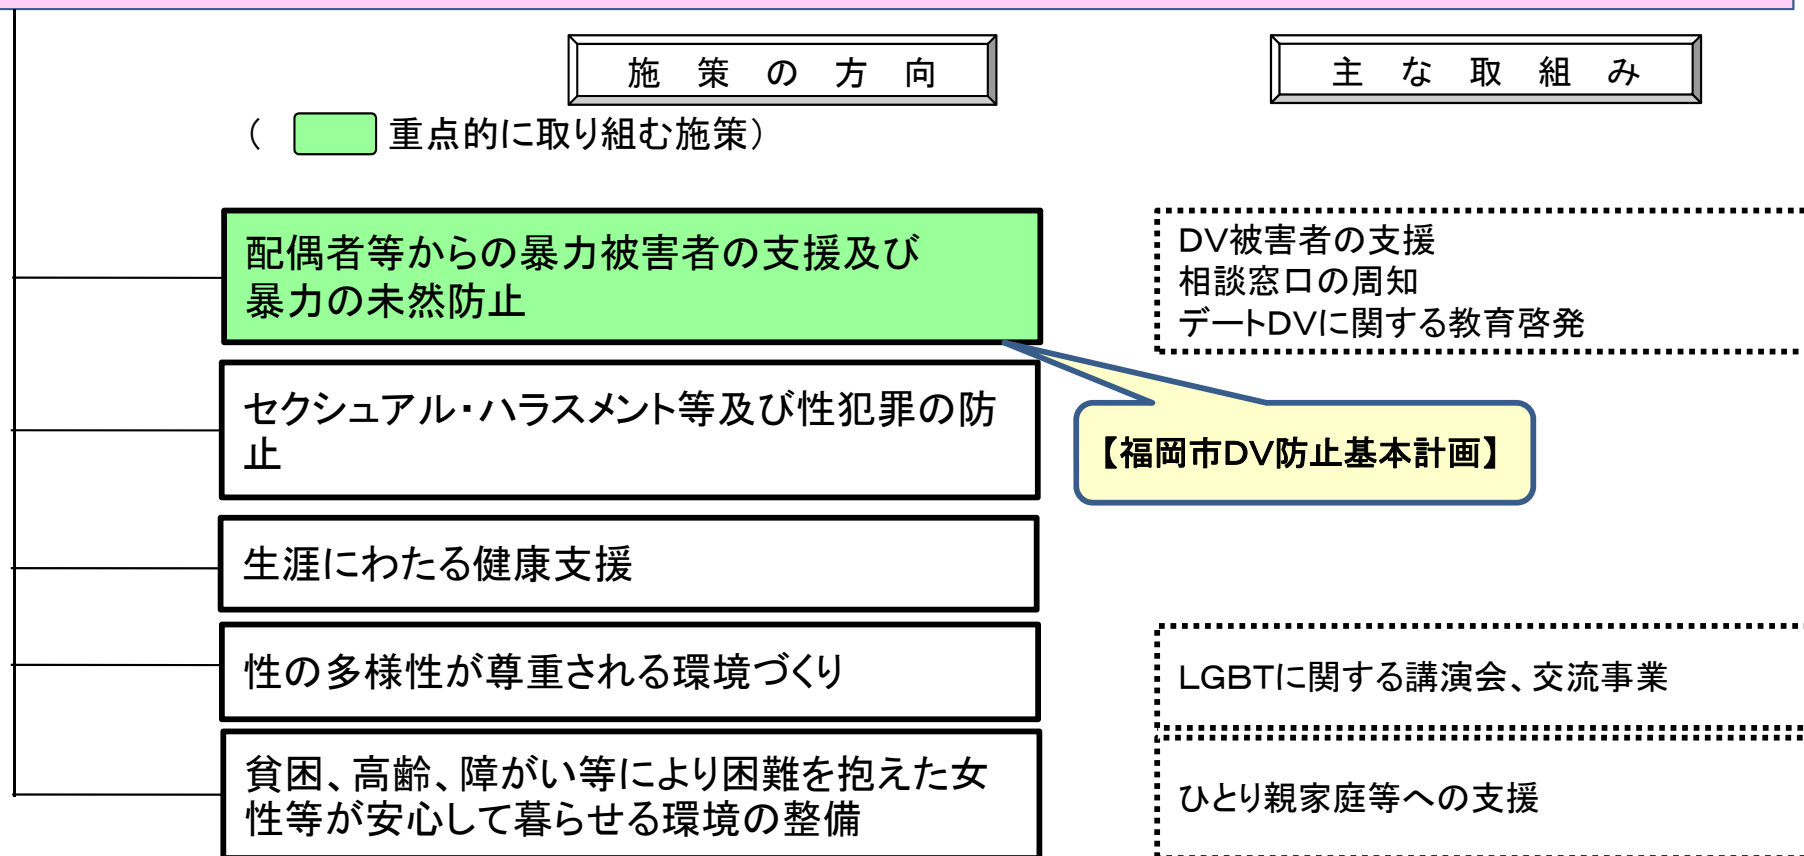 施策の方向
主な取組み
（　　重点的に取り組む施策）
配偶者等からの暴力被害者の支援及び
暴力の未然防止
ＤＶ被害者の支援
相談窓口の周知
デートＤＶに関する教育啓発
セクシュアル・ハラスメント等及び性犯罪の防
止
【福岡市ＤＶ防止基本計画】
生涯にわたる健康支援
性の多様性が尊重される環境づくり
ＬＧＢＴに関する講演会、交流事業
貧困、高齢、障がい等により困難を抱えた女
性等が安心して暮らせる環境の整備
ひとり親家庭等への支援